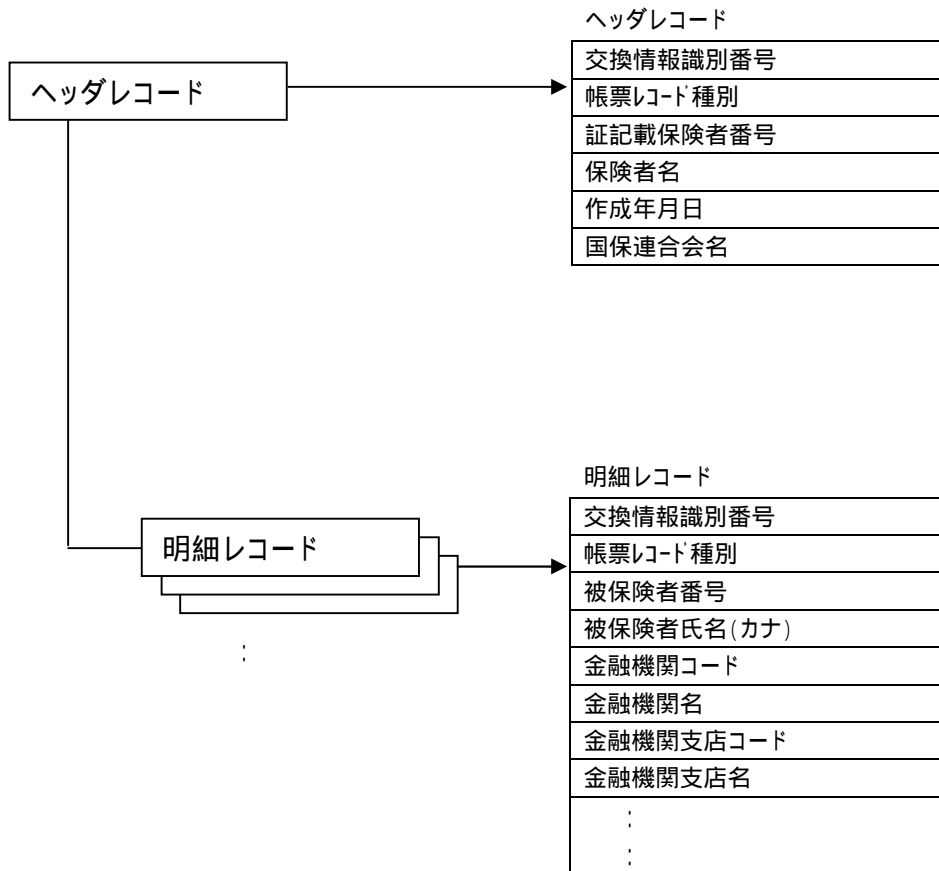 ヘッダレコード
ヘッダレコード
交換情報識別番号
帳票ﾚｺｰﾄﾞ種別
証記載保険者番号
保険者名
作成年月日
国保連合会名
明細レコード
明細レコード
交換情報識別番号
帳票ﾚｺｰﾄﾞ種別
被保険者番号
被保険者氏名(カナ)
金融機関コード
金融機関名
金融機関支店コード
金融機関支店名
:
:
: